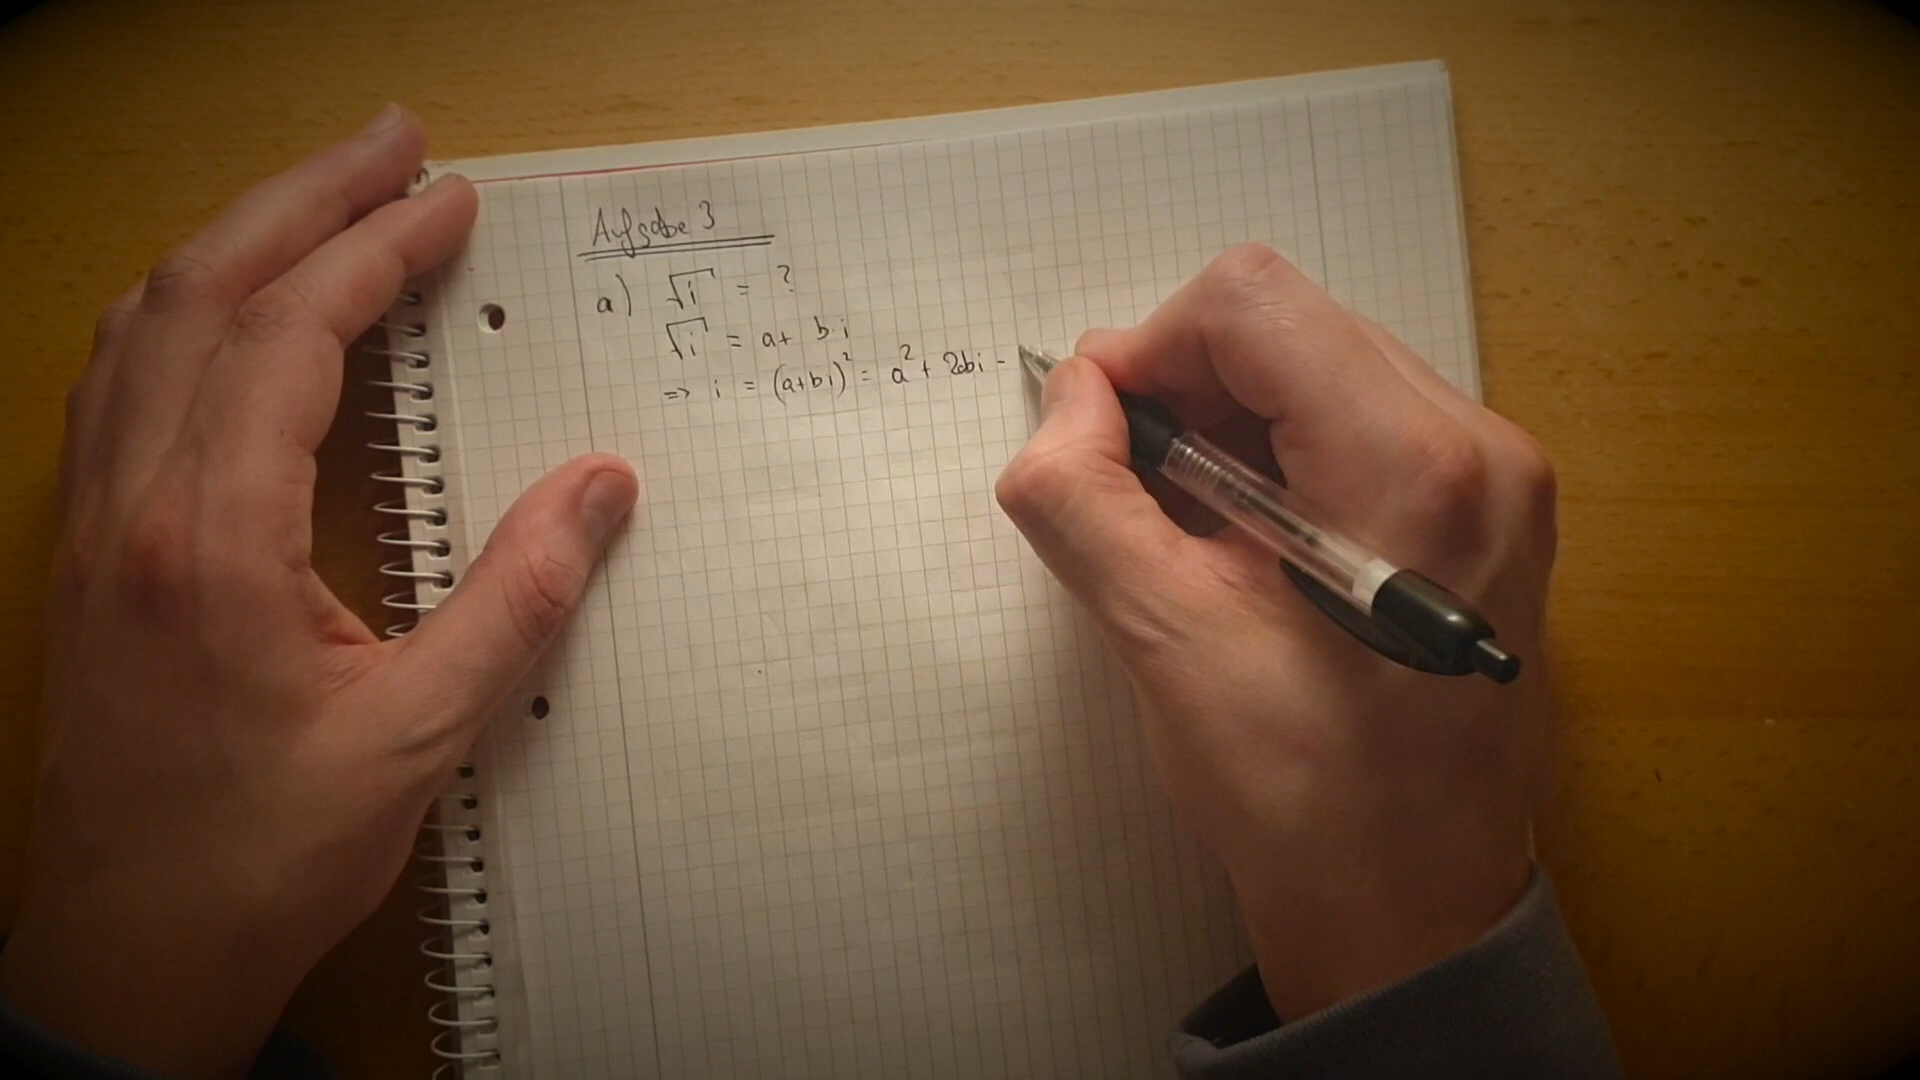 Aufgabe 3
a) √i = ?
√i = a + b·i
=> i = (a+bi)² = a² + 2abi -